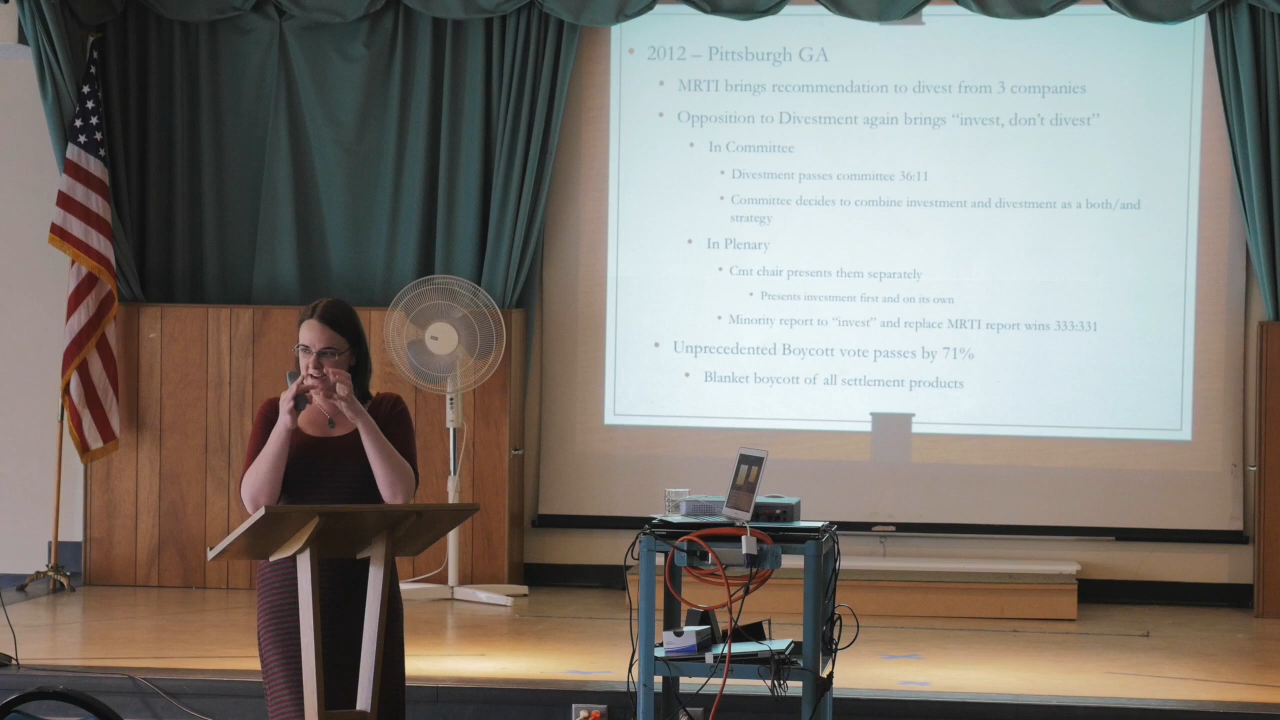 2012 – Pittsburgh GA
MRTI brings recommendation to divest from 3 companies
Opposition to Divestment again brings “invest, don’t divest”
In Committee
Divestment passes committee 36:11
Committee decides to combine investment and divestment as a both/and
strategy
In Plenary
Cmt chair presents them separately
Presents investment first and on its own
Minority report to “invest” and replace MRTI report wins 333:331
Unprecedented Boycott vote passes by 71%
Blanket boycott of all settlement products